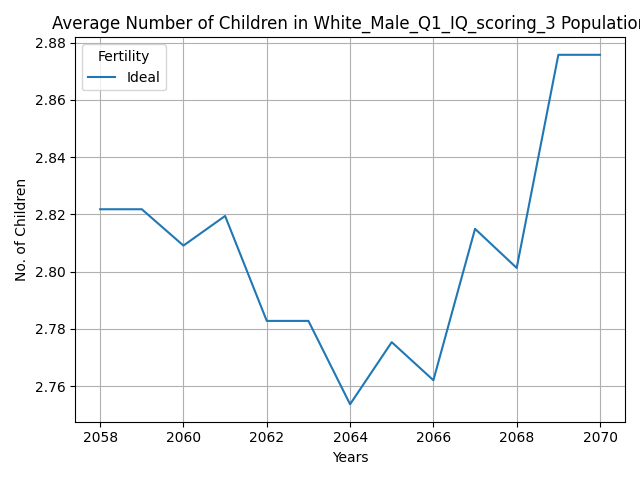 Average Number of Children in White_Male_Q1_IQ_scoring_3 Population
Fertility
Ideal
2.88
2.86
2.84
2.82
2.80
2.78
2.76
No. of Children
2058 2060 2062 2064 2066 2068 2070
Years